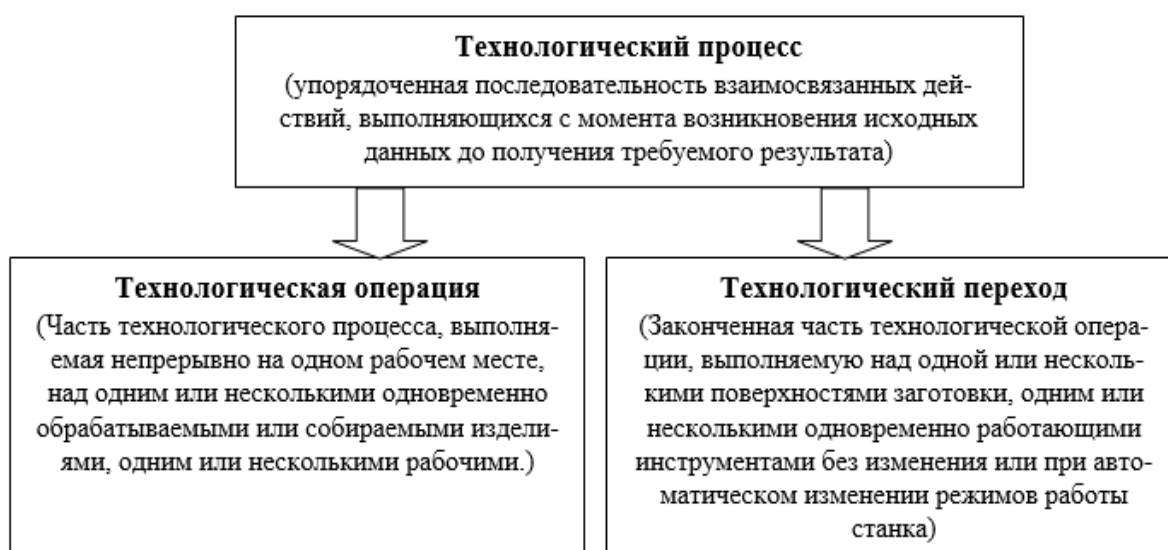 Технологический процесс
(упорядоченная последовательность взаимосвязанных дей-
ствий, выполняющихся с момента возникновения исходных
данных до получения требуемого результата)
Технологическая операция
(Часть технологического процесса, выполня-
емая непрерывно на одном рабочем месте,
над одним или несколькими одновременно
обрабатываемыми или собираемыми издели-
ями, одним или несколькими рабочими.)
Технологический переход
(Законченная часть технологической опера-
ции, выполняемую над одной или несколь-
кими поверхностями заготовки, одним или
несколькими одновременно работающими
инструментами без изменения или при авто-
матическом изменении режимов работы
станка)